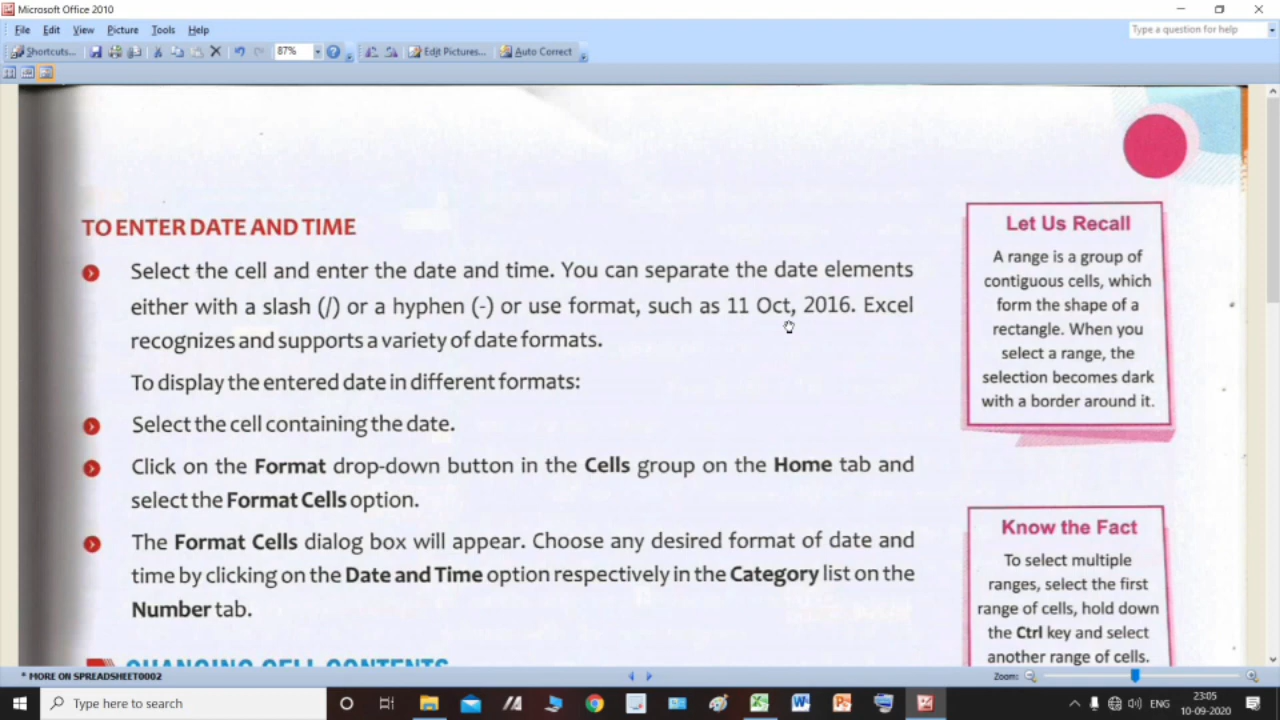 Microsoft Office 2010
File Edit View Picture Tools Help
Type a question for help
Shortcuts... 87% Edit Pictures... Auto Correct
TO ENTER DATE AND TIME
Select the cell and enter the date and time. You can separate the date elements
either with a slash (/) or a hyphen (-) or use format, such as 11 Oct, 2016. Excel
recognizes and supports a variety of date formats.
To display the entered date in different formats:
Select the cell containing the date.
Click on the Format drop-down button in the Cells group on the Home tab and
select the Format Cells option.
The Format Cells dialog box will appear. Choose any desired format of date and
time by clicking on the Date and Time option respectively in the Category list on the
Number tab.
CHANGING CELL CONTENTS
Let Us Recall
A range is a group of
contiguous cells, which
form the shape of a
rectangle. When you
select a range, the
selection becomes dark
with a border around it.
Know the Fact
To select multiple
ranges, select the first
range of cells, hold down
the Ctrl key and select
another range of cells.
* MORE ON SPREADSHEET0002
Zoom:
Type here to search
ENG
23:05
10-09-2020